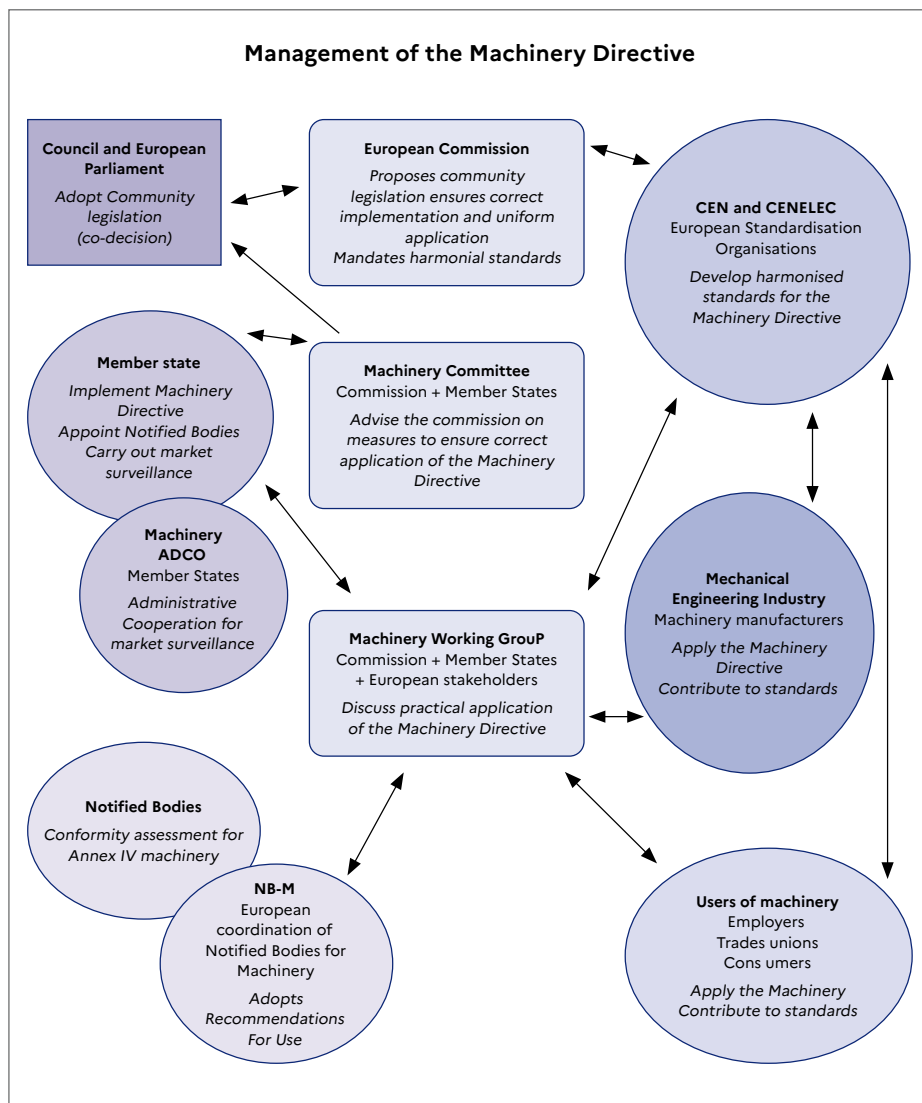 Management of the Machinery Directive
Council and European
Parliament
Adopt Community
legislation
(co-decision)
European Commission
Proposes community
legislation ensures correct
implementation and uniform
application
Mandates harmonial standards
CEN and CENELEC
European Standardisation
Organisations
Develop harmonised
standards for the
Machinery Directive
Member state
Implement Machinery
Directive
Appoint Notified Bodies
Carry out market
surveillance
Machinery Committee
Commission + Member States
Advise the commission on
measures to ensure correct
application of the Machinery
Directive
Machinery
ADCO
Member States
Administrative
Cooperation for
market surveillance
Mechanical
Engineering Industry
Machinery manufacturers
Apply the Machinery
Directive
Contribute to standards
Machinery Working GrouP
Commission + Member States
+ European stakeholders
Discuss practical application
of the Machinery Directive
Notified Bodies
Conformity assessment for
Annex IV machinery
NB-M
European
coordination of
Notified Bodies for
Machinery
Adopts
Recommendations
For Use
Users of machinery
Employers
Trades unions
Cons umers
Apply the Machinery
Contribute to standards